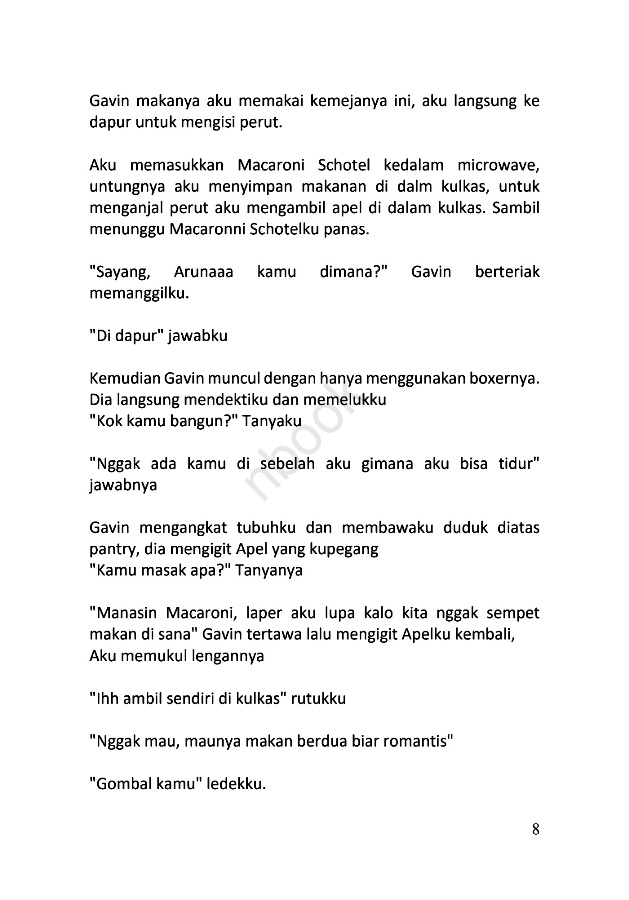 Gavin makanya aku memakai kemejanya ini, aku langsung ke
dapur untuk mengisi perut.
Aku memasukkan Macaroni Schotel kedalam microwave,
untungnya aku menyimpan makanan di dalm kulkas, untuk
menganjal perut aku mengambil apel di dalam kulkas. Sambil
menunggu Macaronni Schotelku panas.
"Sayang, Arunaaa kamu dimana?" Gavin berteriak
memanggilku.
"Di dapur" jawabku
Kemudian Gavin muncul dengan hanya menggunakan boxernya.
Dia langsung mendektiku dan memelukku
"Kok kamu bangun?" Tanyaku
"Nggak ada kamu di sebelah aku gimana aku bisa tidur"
jawabnya
Gavin mengangkat tubuhku dan membawaku duduk diatas
pantry, dia mengigit Apel yang kupegang
"Kamu masak apa?" Tanyanya
"Manasin Macaroni, laper aku lupa kalo kita nggak sempet
makan di sana" Gavin tertawa lalu mengigit Apelku kembali,
Aku memukul lengannya
"Ihh ambil sendiri di kulkas" rutukku
"Nggak mau, maunya makan berdua biar romantis"
"Gombal kamu" ledekku.
8
nbook